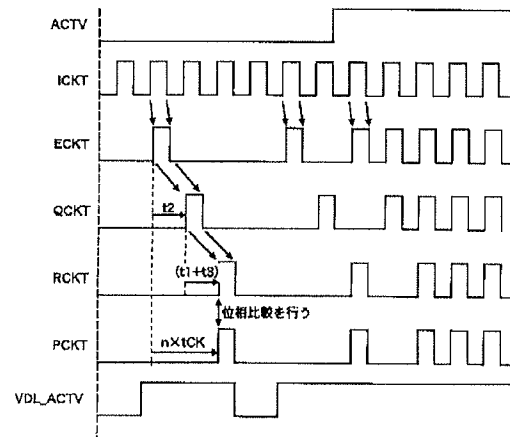 ACTV
ICKT
ECKT
t2
QCKT
(t1+t3)
RCKT
位相比較を行う
n×tCK
PCKT
VDL_ACTV